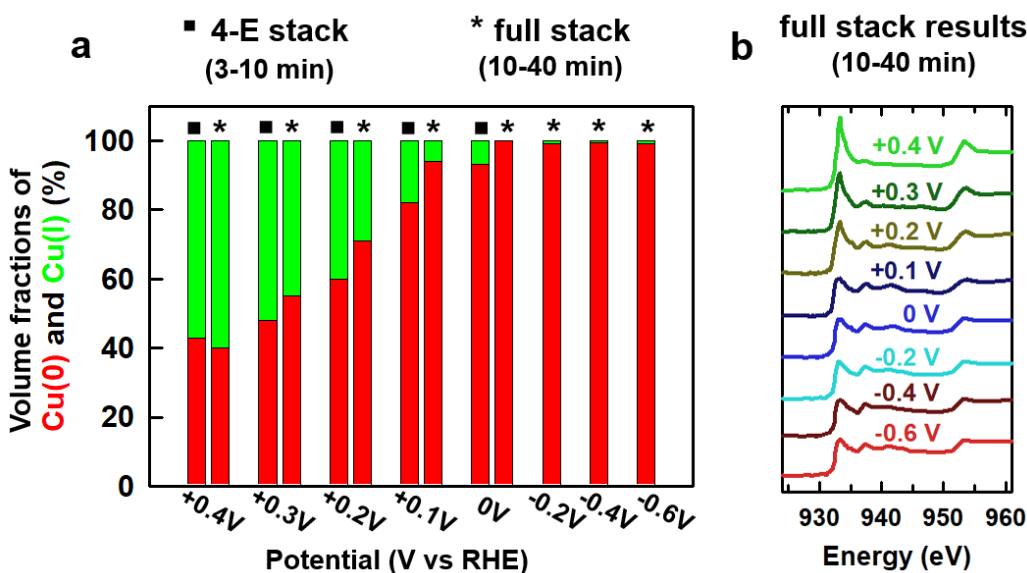 a
■ 4-E stack
(3-10 min)
* full stack
(10-40 min)
Volume fractions of
Cu(0) and Cu(I) (%)
100
80
60
40
20
0
■ * ■ * ■ * ■ * ■ * * * *
+0.4V +0.3V +0.2V +0.1V 0V -0.2V -0.4V -0.6V
Potential (V vs RHE)
b
full stack results
(10-40 min)
+0.4 V
+0.3 V
+0.2 V
+0.1 V
0 V
-0.2 V
-0.4 V
-0.6 V
930 940 950 960
Energy (eV)